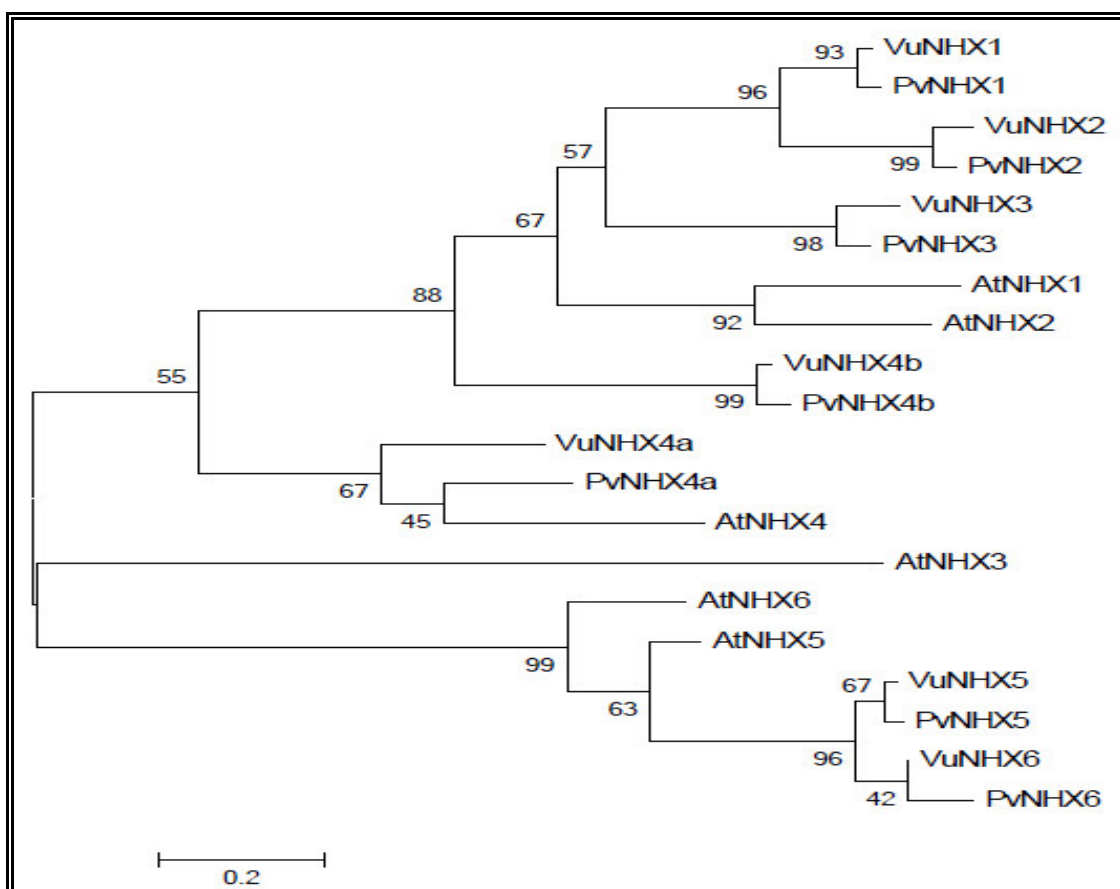 VuNHX1
93
PvNHX1
96
VuNHX2
99
PvNHX2
57
VuNHX3
67
98
PvNHX3
AtNHX1
88
92
AtNHX2
VuNHX4b
55
99
PvNHX4b
VuNHX4a
67
PvNHX4a
45
AtNHX4
AtNHX3
AtNHX6
99
AtNHX5
63
67
VuNHX5
PvNHX5
96
VuNHX6
42
PvNHX6
0.2